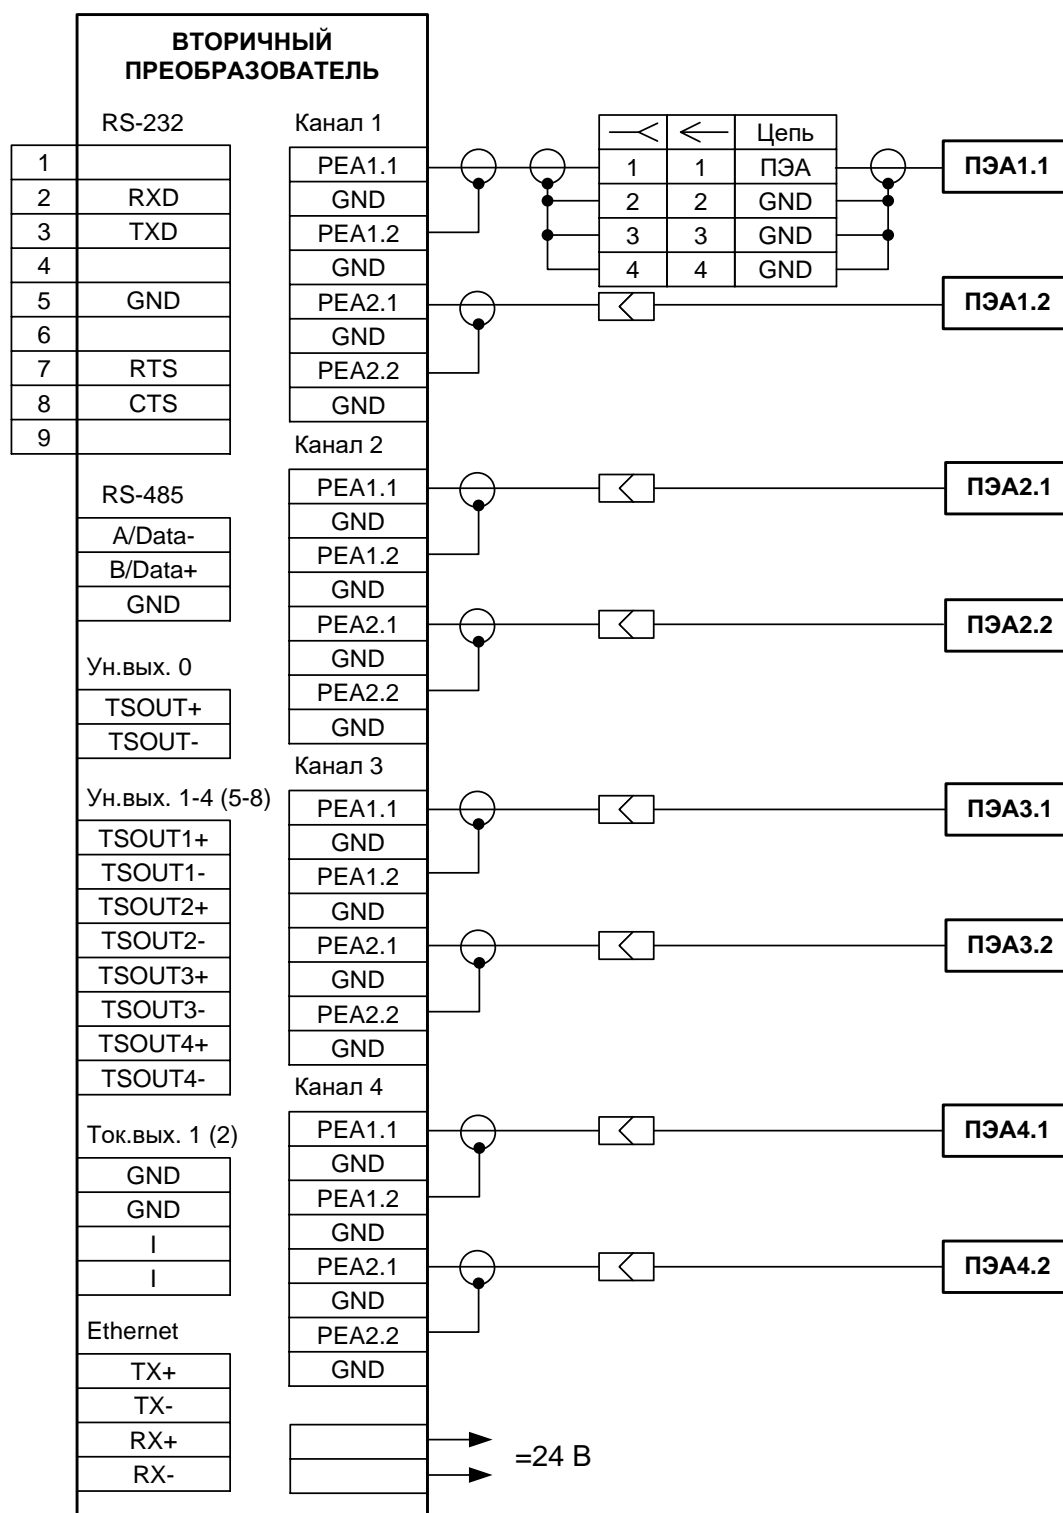 ВТОРИЧНЫЙ
ПРЕОБРАЗОВАТЕЛЬ
RS-232
1
2 RXD
3 TXD
4
5 GND
6
7 RTS
8 CTS
9
RS-485
A/Data-
B/Data+
GND
Ун.вых. 0
TSOUT+
TSOUT-
Ун.вых. 1-4 (5-8)
TSOUT1+
TSOUT1-
TSOUT2+
TSOUT2-
TSOUT3+
TSOUT3-
TSOUT4+
TSOUT4-
Ток.вых. 1 (2)
GND
GND
I
I
Ethernet
TX+
TX-
RX+
RX-
Канал 1
PEA1.1
GND
PEA1.2
GND
PEA2.1
GND
PEA2.2
GND
Канал 2
PEA1.1
GND
PEA1.2
GND
PEA2.1
GND
PEA2.2
GND
Канал 3
PEA1.1
GND
PEA1.2
GND
PEA2.1
GND
PEA2.2
GND
Канал 4
PEA1.1
GND
PEA1.2
GND
PEA2.1
GND
PEA2.2
GND
=24 В
Цепь
1 1 ПЭА
2 2 GND
3 3 GND
4 4 GND
ПЭА1.1
ПЭА1.2
ПЭА2.1
ПЭА2.2
ПЭА3.1
ПЭА3.2
ПЭА4.1
ПЭА4.2